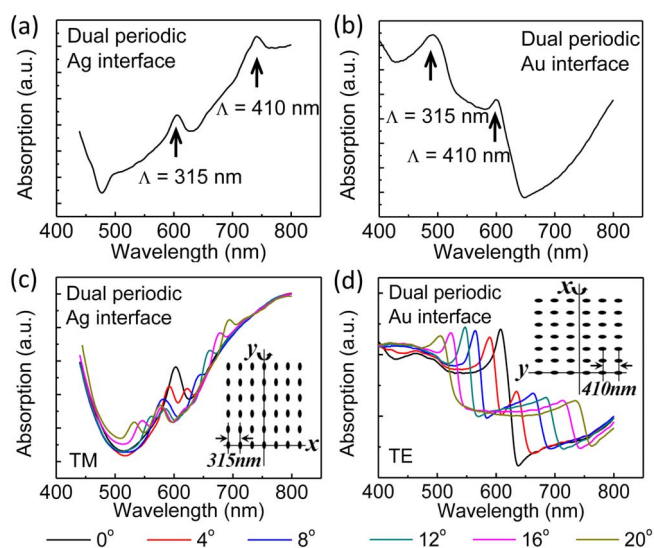 (a)
Dual periodic
Ag interface
Λ = 410 nm
Λ = 315 nm
Absorption (a.u.)
400 500 600 700 800
Wavelength (nm)
(b)
Dual periodic
Au interface
Λ = 315 nm
Λ = 410 nm
Absorption (a.u.)
400 500 600 700 800
Wavelength (nm)
(c)
Dual periodic
Ag interface
y
x
315nm
TM
Absorbance (a.u.)
400 500 600 700 800
Wavelength (nm)
(d)
Dual periodic
Au interface
x
y
410nm
TE
Absorbance (a.u.)
400 500 600 700 800
Wavelength (nm)
0° 4° 8° 12° 16° 20°